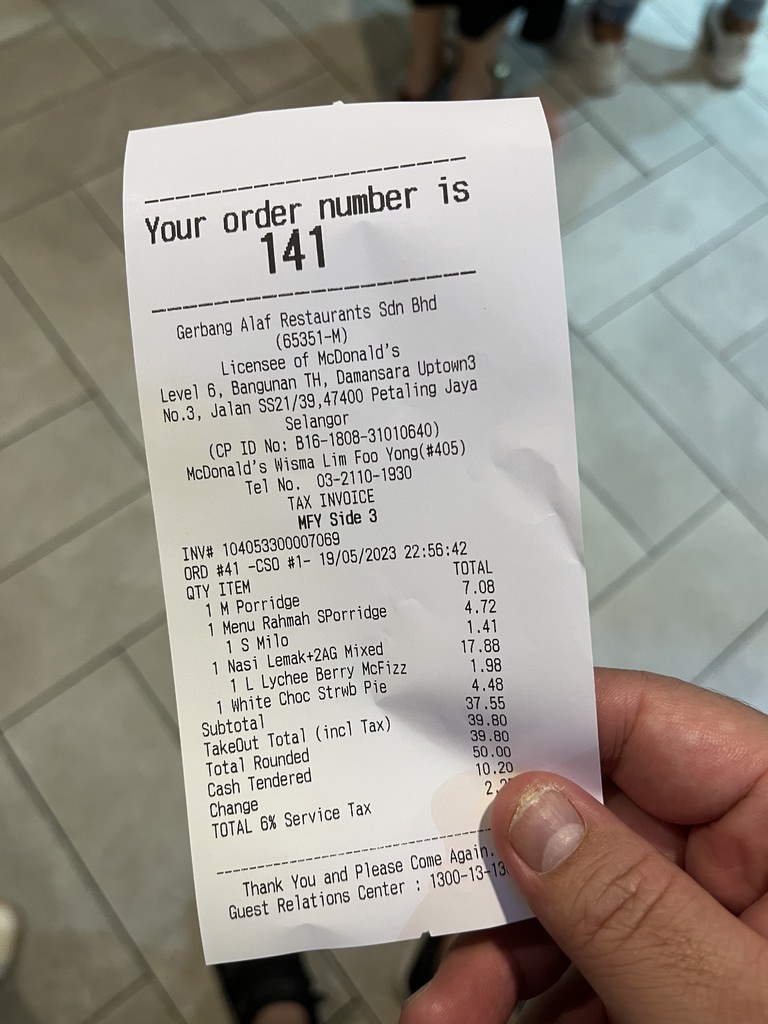 Your order number is
141
Gerbang Alaf Restaurants Sdn Bhd
(65351-M)
Licensee of McDonald's
Level 6, Bangunan TH, Damansara Uptown3
No.3, Jalan SS21/39,47400 Petaling Jaya
Selangor
(CP ID No: B16-1808-31010640)
McDonald's Wisma Lim Foo Yong(#405)
Tel No. 03-2110-1930
TAX INVOICE
MFY Side 3
INV# 104053300007069
ORD #41 -CSO #1- 19/05/2023 22:56:42
QTY ITEM TOTAL
1 M Porridge 7.08
1 Menu Rahmah SPorridge 4.72
1 S Milo 1.41
1 Nasi Lemak+2AG Mixed 17.88
1 L Lychee Berry McFizz 1.98
1 White Choc Strwb Pie 4.48
Subtotal 37.55
TakeOut Total (incl Tax) 39.80
Total Rounded 39.80
Cash Tendered 50.00
Change 10.20
TOTAL 6% Service Tax
Thank You and Please Come Again.
Guest Relations Center :